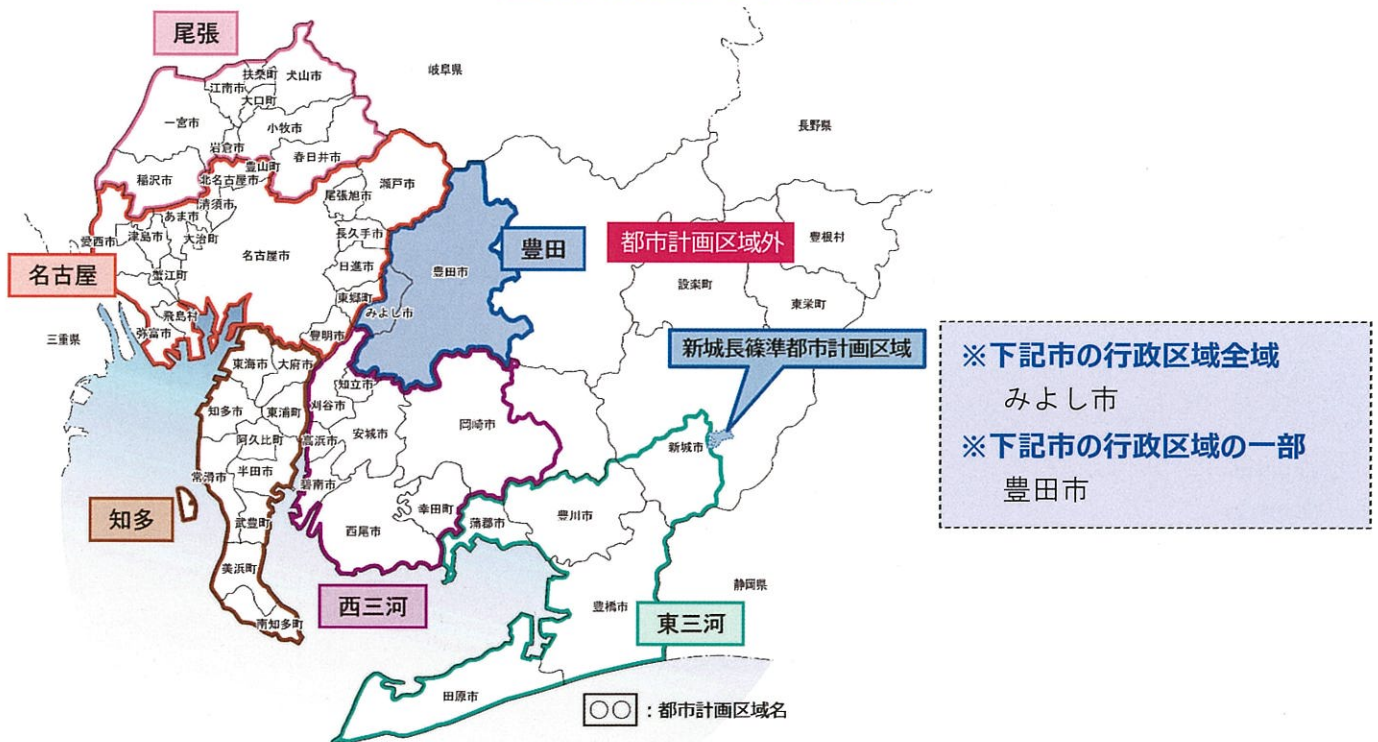 尾張
岐阜県
扶桑町
犬山市
江南市
大口町
一宮市
小牧市
長野県
岩倉市
春日井市
豊山町
稲沢市
北名古屋市
瀬戸市
尾張旭市
清須市
あま市
愛西市
津島市
大治町
長久手市
名古屋市
豊田
都市計画区域外
豊根村
豊田市
日進市
名古屋
蟹江町
設楽町
東郷町
東栄町
みよし市
飛島村
弥富市
三重県
豊明市
新城長篠準都市計画区域
東海市
大府市
知立市
知多市
東浦町
刈谷市
岡崎市
安城市
阿久比町
高浜市
新城市
半田市
常滑市
碧南市
幸田町
豊川市
知多
武豊町
西尾市
蒲郡市
美浜町
静岡県
西三河
豊橋市
東三河
南知多町
田原市
○○:都市計画区域名
※下記市の行政区域全域
みよし市
※下記市の行政区域の一部
豊田市